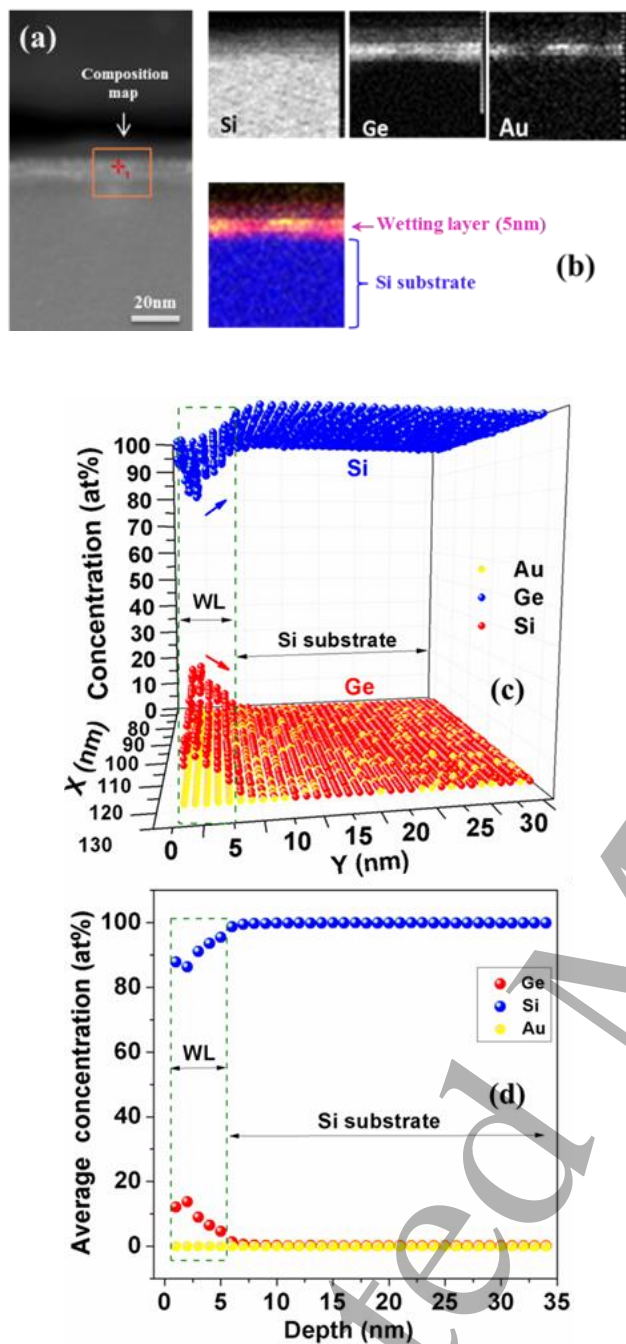 (a)
Composition
map
1
20nm
Si
Ge
Au
Wetting layer (5nm)
Si substrate
(b)
Concentration (at%)
100
90
80
70
60
50
40
30
20
10
0
Si
Au
Ge
Si
WL
Si substrate
Ge
(c)
X (nm)
80
90
100
110
120
130
0
5
10
15
20
25
30
Y (nm)
Average concentration (at%)
100
80
60
40
20
0
Ge
Si
Au
WL
(d)
Si substrate
0
5
10
15
20
25
30
35
Depth (nm)
ted M